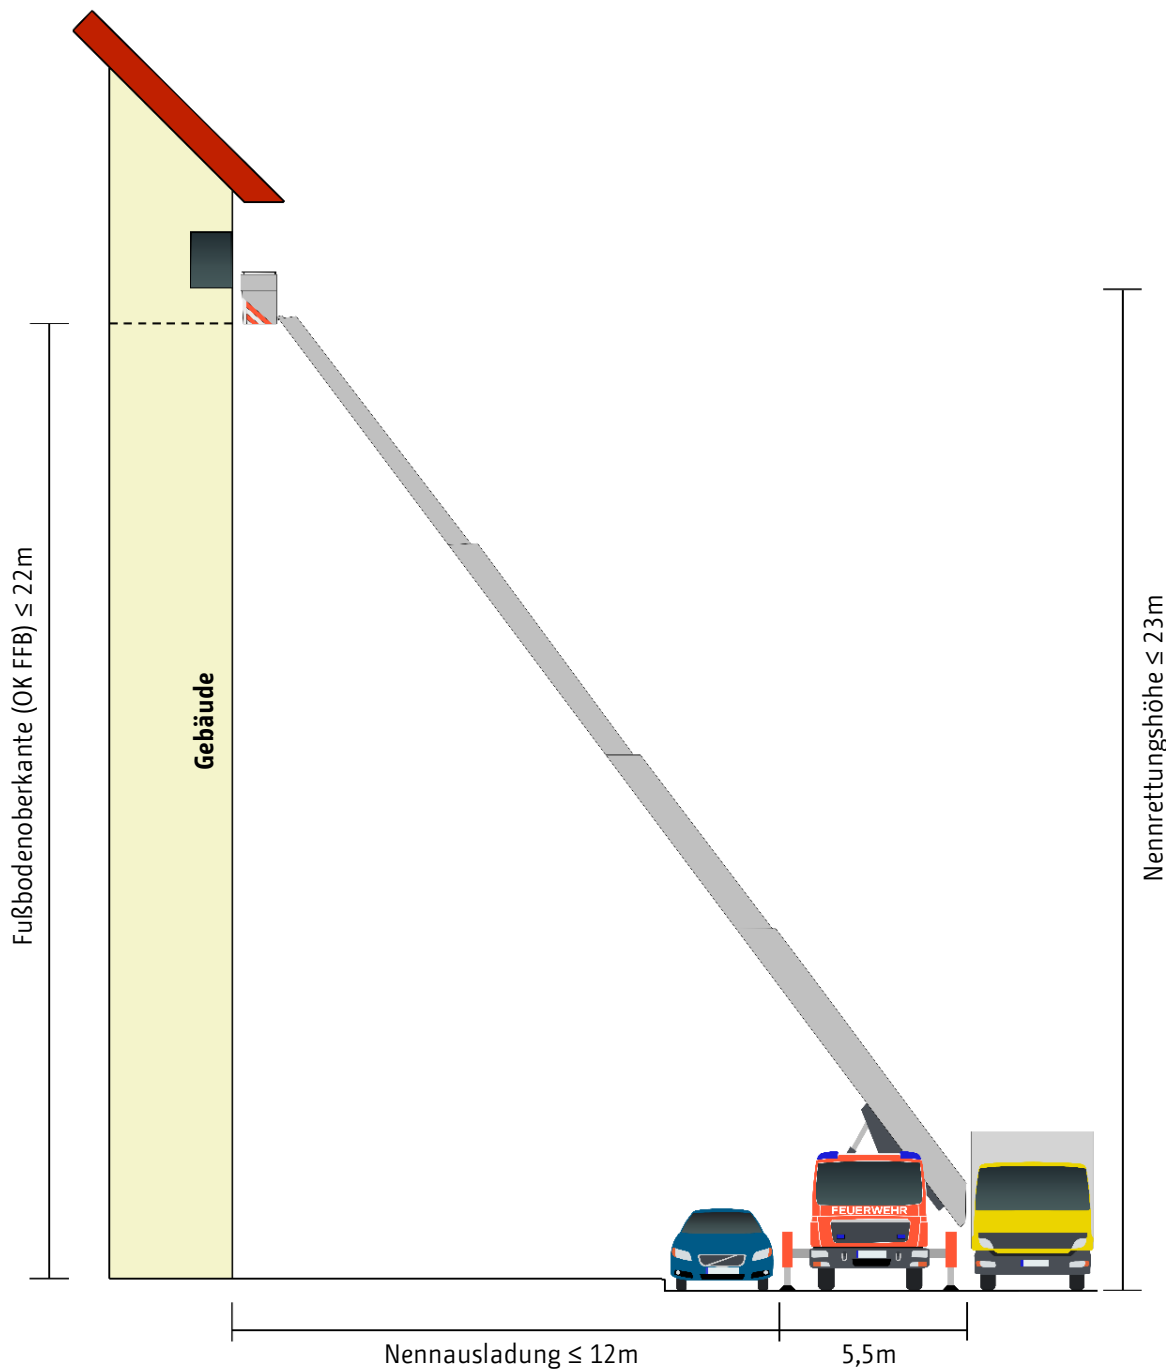 Fußbodenoberkante (OK FFB) ≤ 22m
Gebäude
Nennrettungshöhe ≤ 23m
FEUERWEHR
Nennausladung ≤ 12m
5,5m